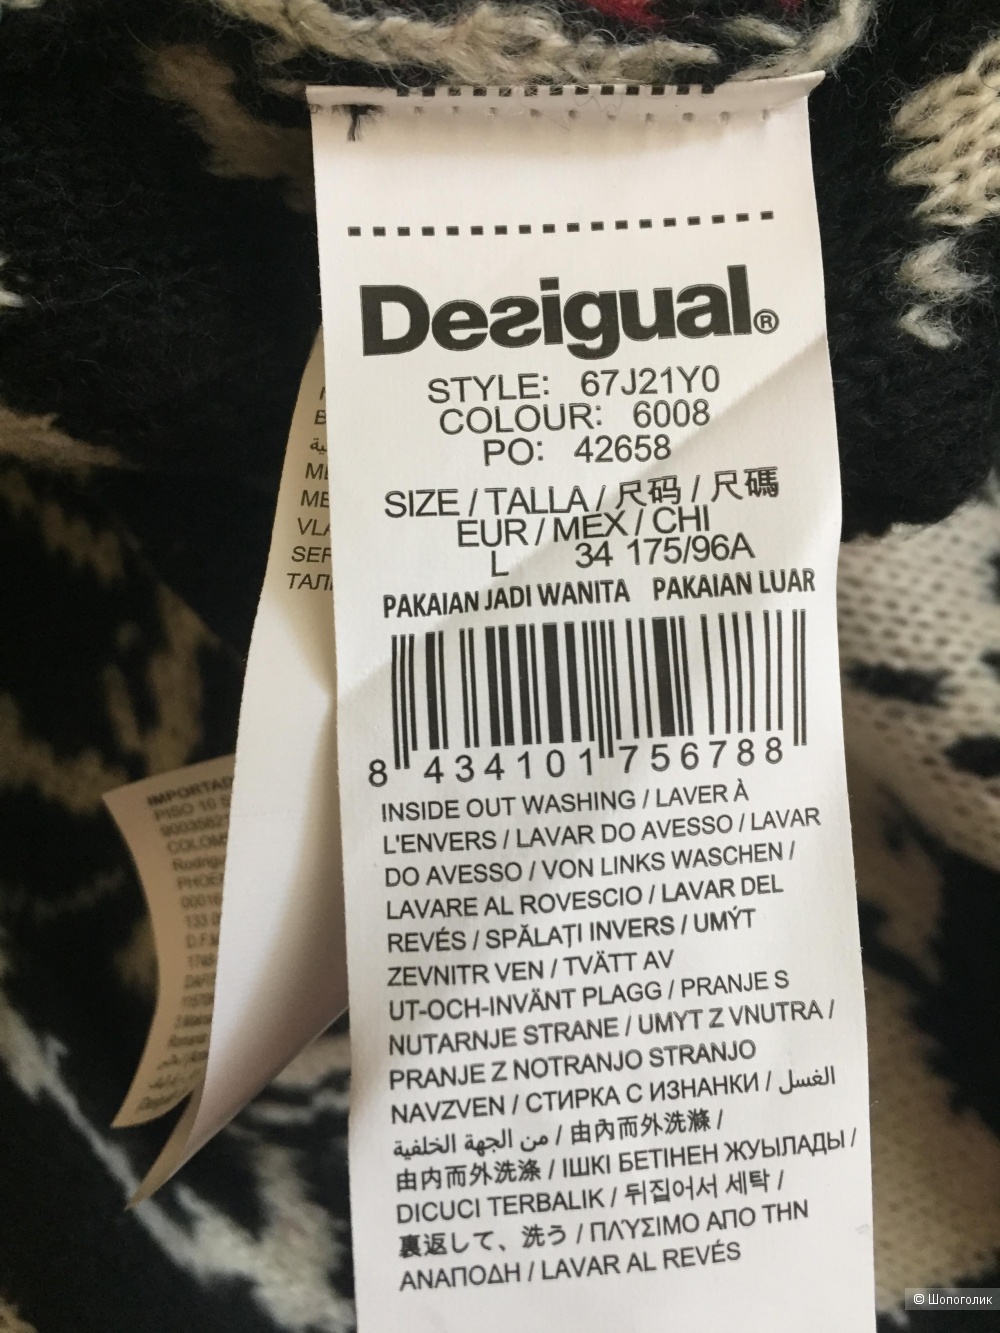 Desigual®
STYLE: 67J21Y0
COLOUR: 6008
PO: 42658
SIZE / TALLA / 尺码 / 尺碼
EUR / MEX / CHI
L 34 175/96A
PAKAIAN JADI WANITA PAKAIAN LUAR
8 434101 756788
INSIDE OUT WASHING / LAVER À
L'ENVERS / LAVAR DO AVESSO / LAVAR
DO AVESSO / VON LINKS WASCHEN /
LAVARE AL ROVESCIO / LAVAR DEL
REVÉS / SPĂLAȚI INVERS / UMÝT
ZEVNITR VEN / TVÄTT AV
UT-OCH-INVÄNT PLAGG / PRANJE S
NUTARNJE STRANE / UMYT Z VNUTRA /
PRANJE Z NOTRANJO STRANJO
NAVZVEN / СТИРКА С ИЗНАНКИ / الغسل
من الجهة الخلفية / 由內而外洗滌 /
由内而外洗涤 / ІШКІ БЕТІНЕН ЖУЫЛАДЫ /
DICUCI TERBALIK / 뒤집어서 세탁 /
裏返して、洗う / ΠΛΎΣΙΜΟ ΑΠΟ ΤΗΝ
ΑΝΑΠΟΔΗ / LAVAR AL REVÉS
PISO 10
COLOM
D.F.
© Шопоголик